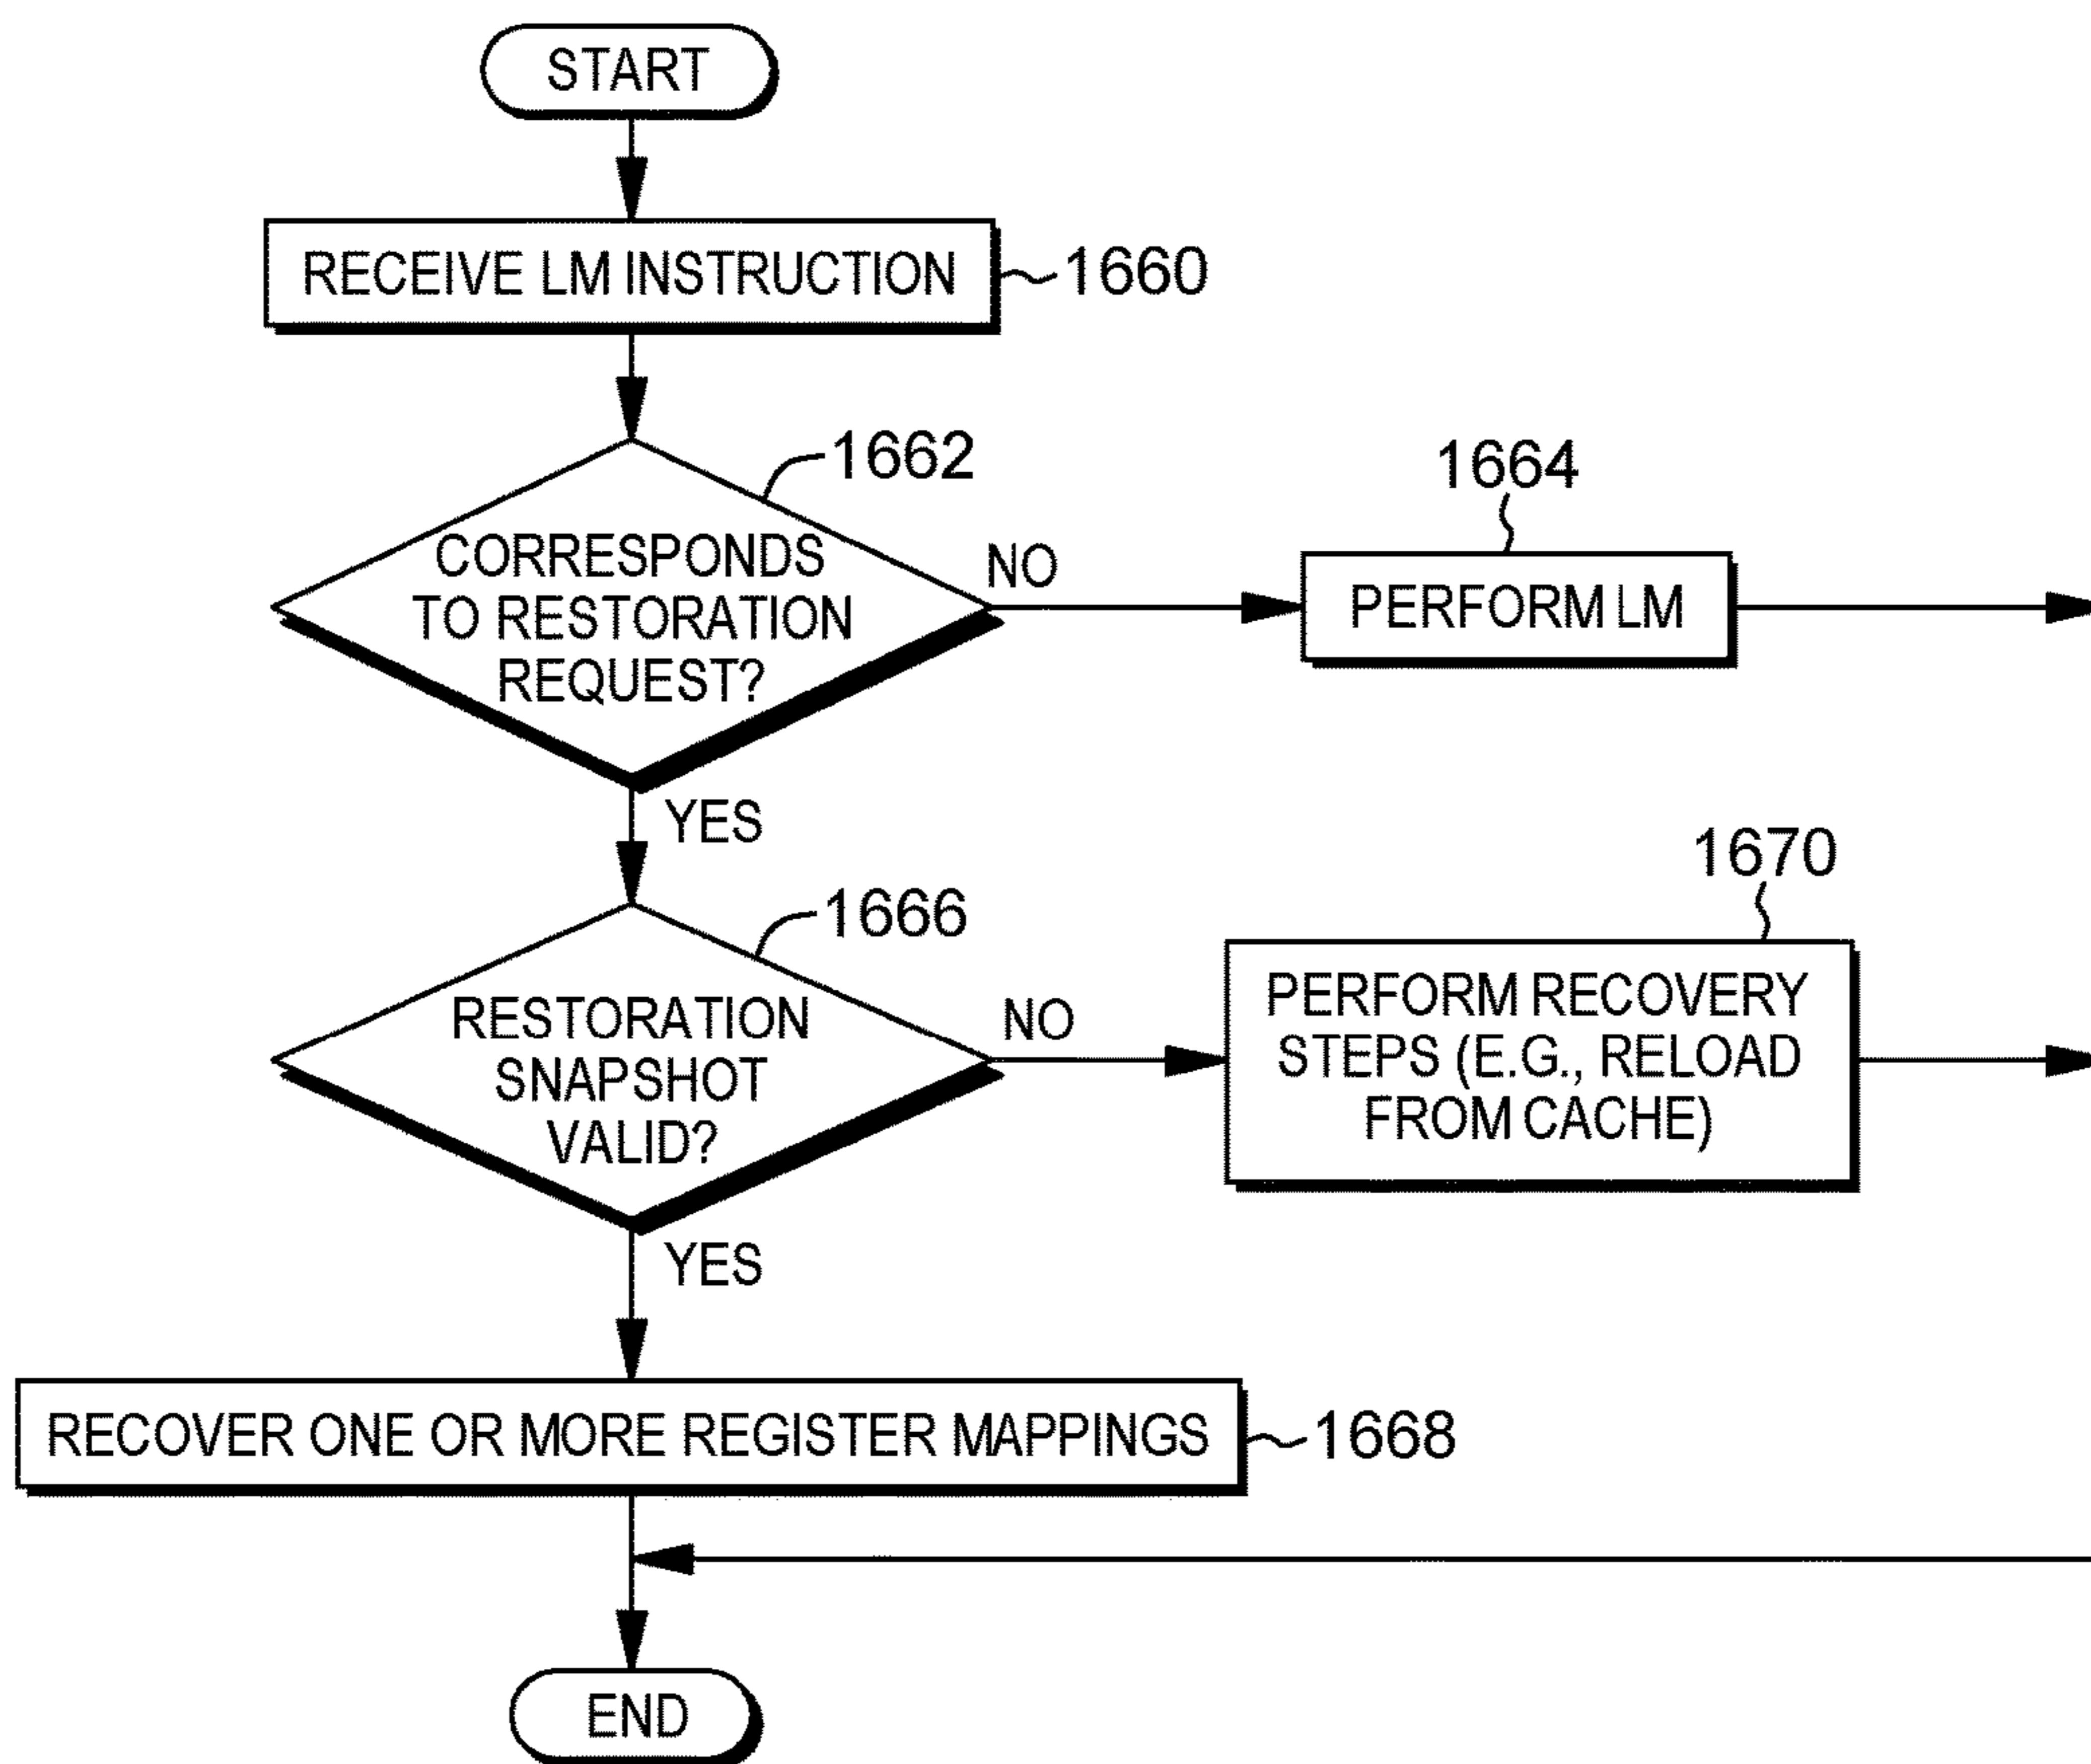 START
RECEIVE LM INSTRUCTION
1660
1662
CORRESPONDS
TO RESTORATION
REQUEST?
NO
1664
PERFORM LM
YES
1666
RESTORATION
SNAPSHOT
VALID?
NO
1670
PERFORM RECOVERY
STEPS (E.G., RELOAD
FROM CACHE)
YES
RECOVER ONE OR MORE REGISTER MAPPINGS
1668
END